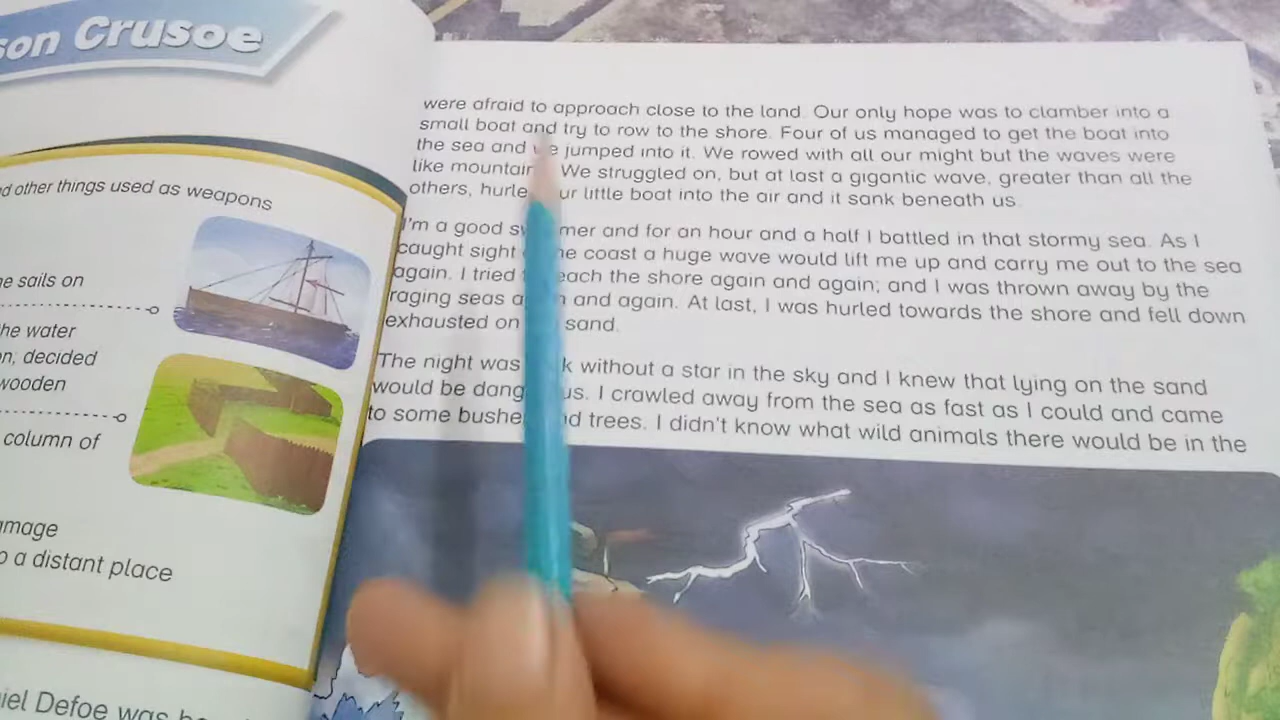 son Crusoe
d other things used as weapons
he sails on
he water
n, decided
wooden
column of
amage
o a distant place
iel Defoe was
were afraid to approach close to the land. Our only hope was to clamber into a
small boat and try to row to the shore. Four of us managed to get the boat into
the sea and we jumped into it. We rowed with all our might but the waves were
like mountain We struggled on, but at last a gigantic wave, greater than all the
others, hurle ur little boat into the air and it sank beneath us.
I'm a good sw mer and for an hour and a half I battled in that stormy sea. As I
caught sight he coast a huge wave would lift me up and carry me out to the sea
again. I tried each the shore again and again; and I was thrown away by the
raging seas a n and again. At last, I was hurled towards the shore and fell down
exhausted on sand.
The night was k without a star in the sky and I knew that lying on the sand
would be dang us. I crawled away from the sea as fast as I could and came
to some bushe nd trees. I didn't know what wild animals there would be in the